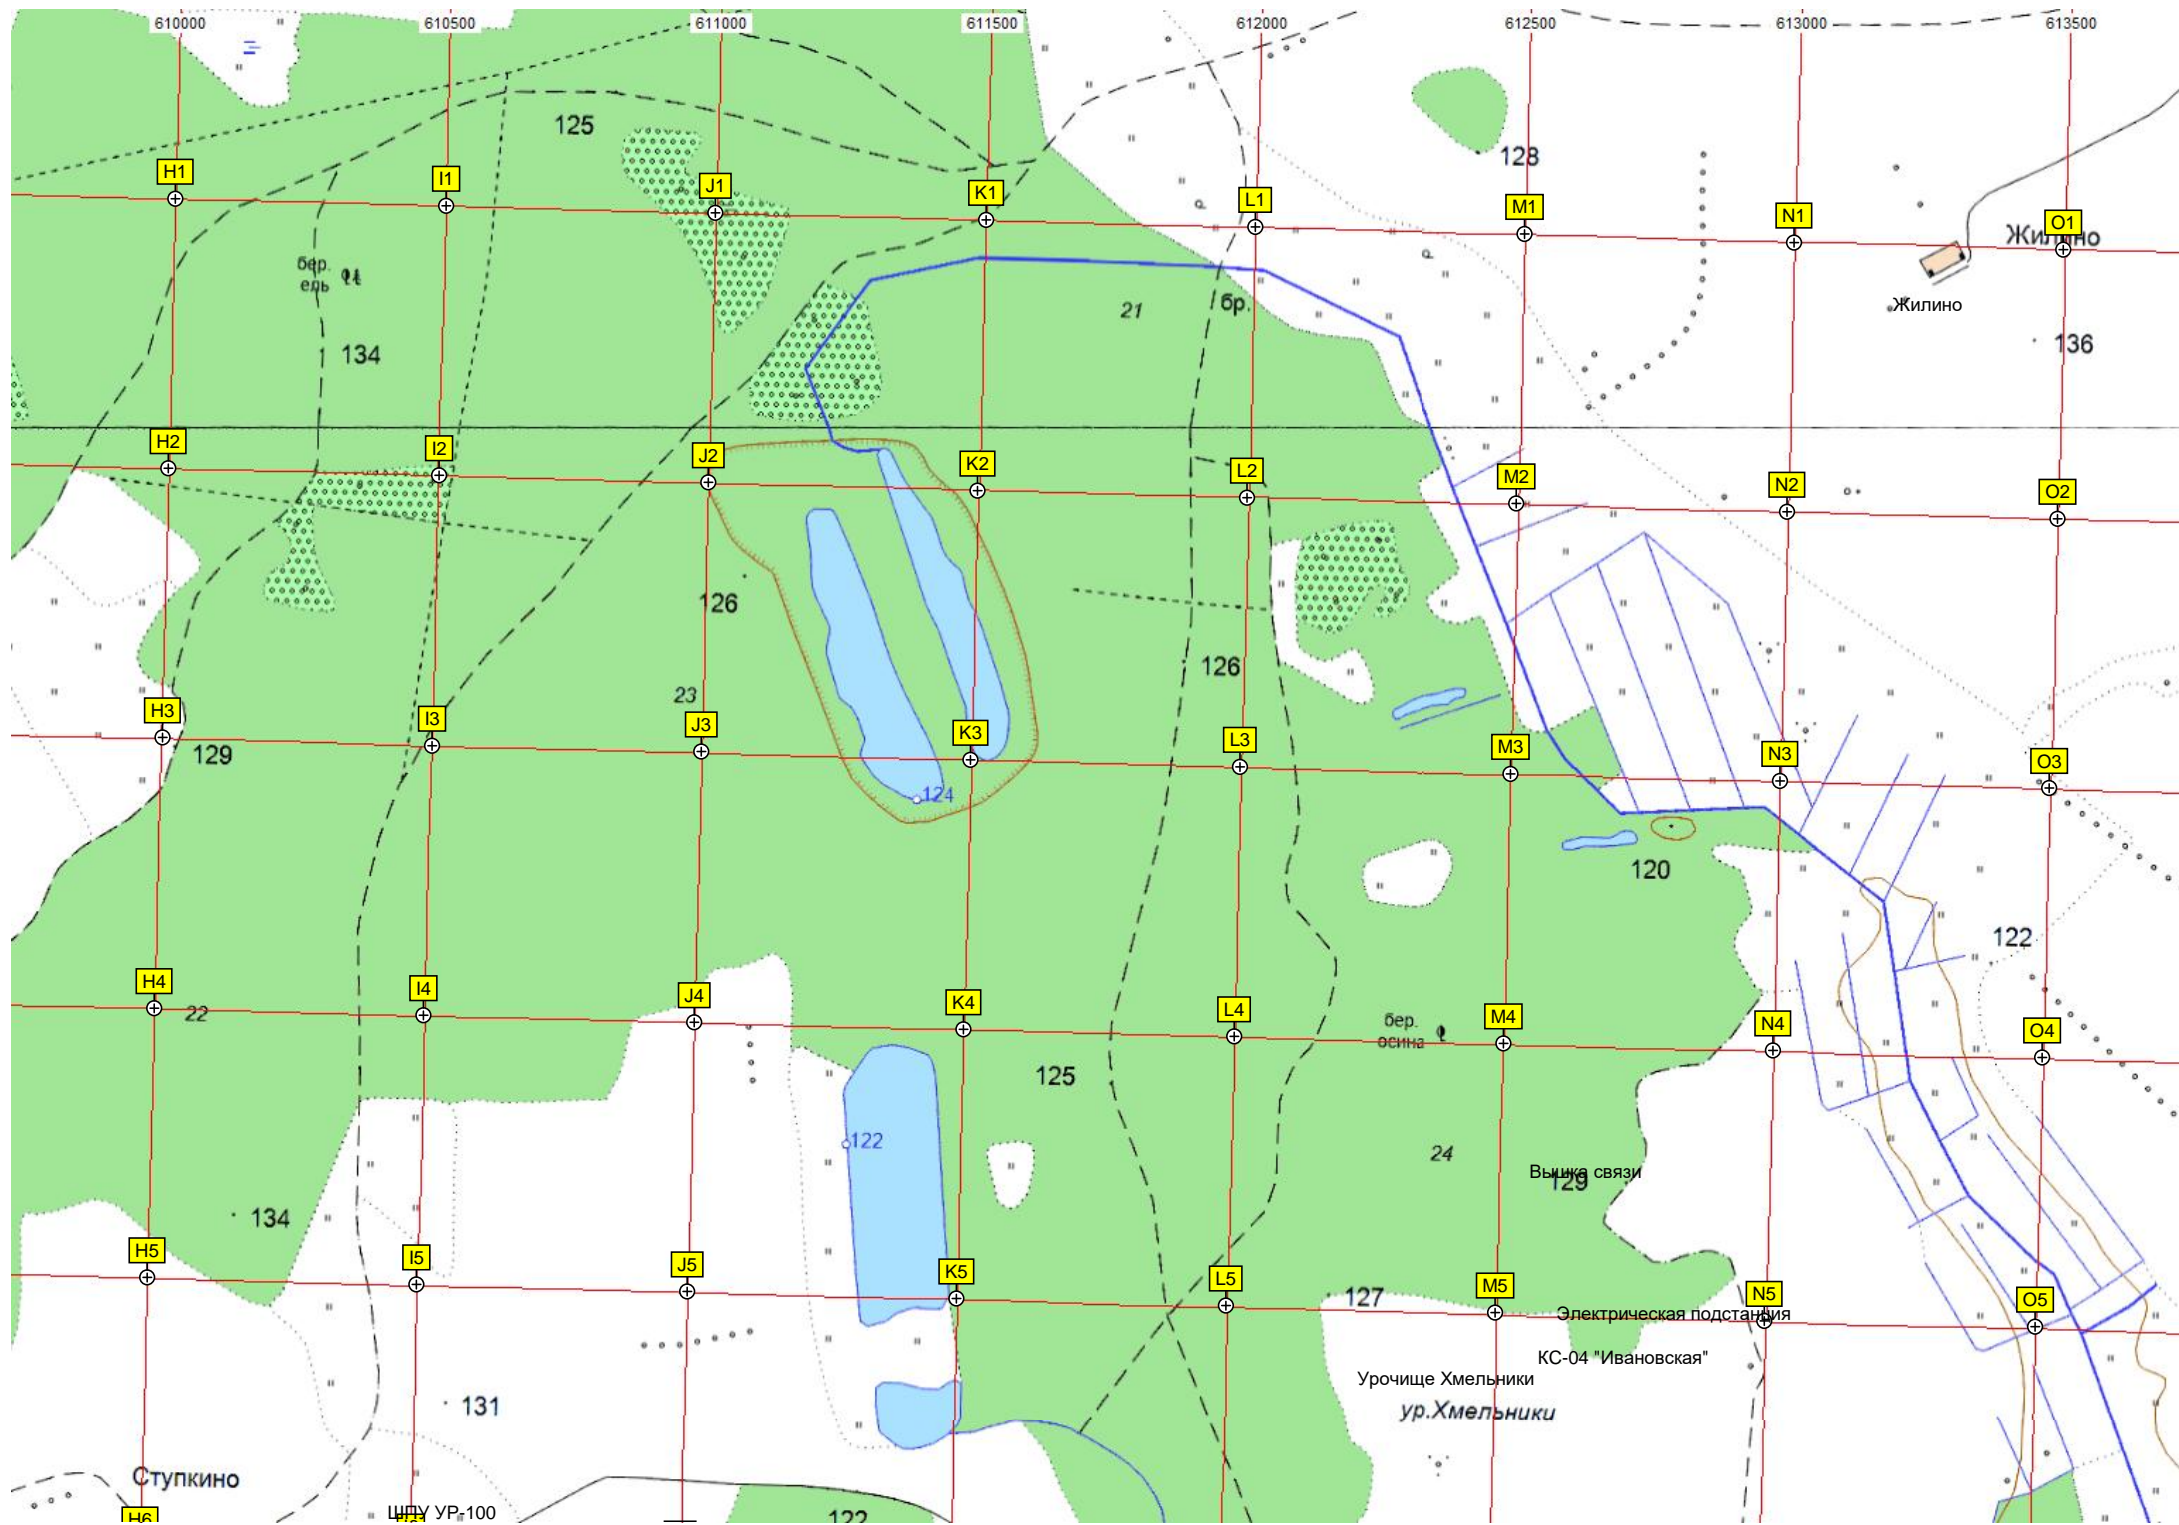 610000 610500 611000 611500 612000 612500 613000 613500
125
128
H1 I1 J1 K1 L1 M1 N1 O1
Жилино
бер.
ель
21
бр.
Жилино
134
136
H2 I2 J2 K2 L2 M2 N2 O2
126
126
23
H3 I3 J3 K3 L3 M3 N3 O3
129
124
120
122
H4 I4 J4 K4 L4 M4 N4 O4
22
бер.
осина
125
122
24
Вышка связи
129
134
H5 I5 J5 K5 L5 M5 N5 O5
127
Электрическая подстанция
КС-04 "Ивановская"
Урочище Хмельники
ур.Хмельники
131
Ступкино
ШПУ УР-100
H6
122